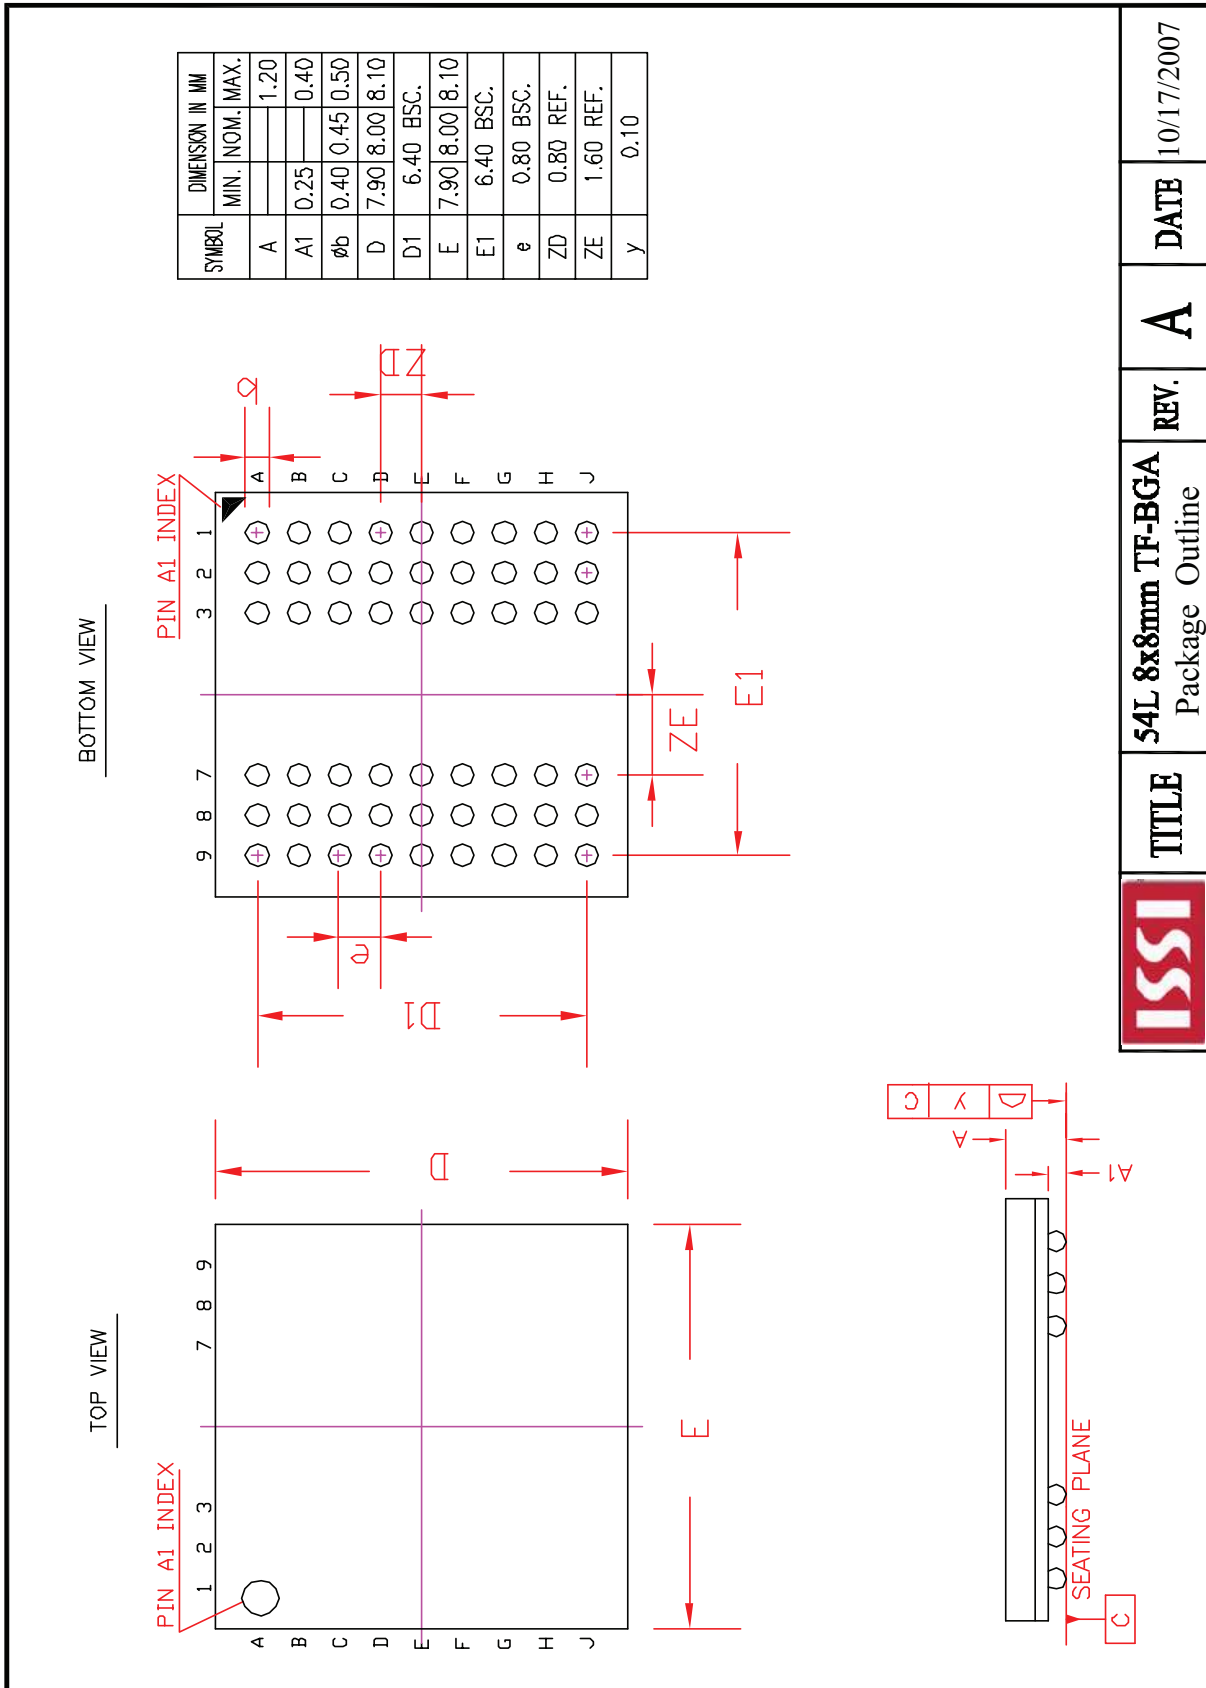 TOP VIEW
PIN A1 INDEX
1 2 3 7 8 9
A
B
C
D
E
F
G
H
J
D
E
BOTTOM VIEW
PIN A1 INDEX
9 8 7 3 2 1
A
B
C
D
E
F
G
H
J
b
ZD
e
D1
ZE
E1
SYMBOL DIMENSION IN MM
MIN. NOM. MAX.
A 1.20
A1 0.25 0.40
øb 0.40 0.45 0.50
D 7.90 8.00 8.10
D1 6.40 BSC.
E 7.90 8.00 8.10
E1 6.40 BSC.
e 0.80 BSC.
ZD 0.80 REF.
ZE 1.60 REF.
y 0.10
C y
A
A1
SEATING PLANE
C
ISSI
TITLE
54L 8x8mm TF-BGA
Package Outline
REV.
A
DATE
10/17/2007